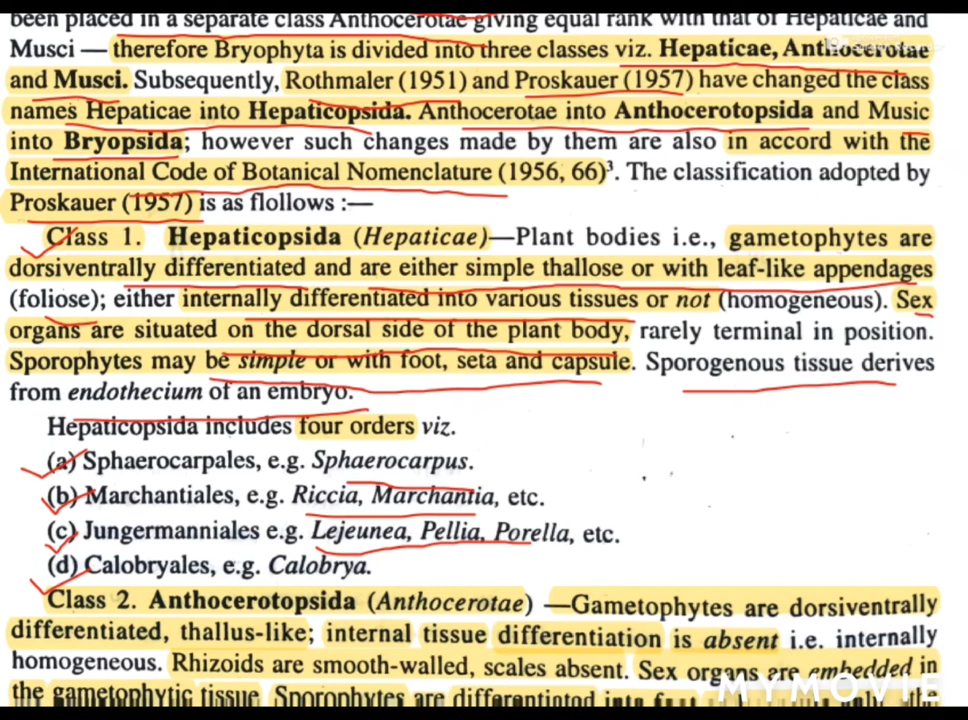 been placed in a separate class Anthocerotae giving equal rank with that of Hepaticae and
Musci — therefore Bryophyta is divided into three classes viz. Hepaticae, Anthocerotae
and Musci. Subsequently, Rothmaler (1951) and Proskauer (1957) have changed the class
names Hepaticae into Hepaticopsida. Anthocerotae into Anthocerotopsida and Music
into Bryopsida; however such changes made by them are also in accord with the
International Code of Botanical Nomenclature (1956, 66)³. The classification adopted by
Proskauer (1957) is as flollows :—
Class 1. Hepaticopsida (Hepaticae)—Plant bodies i.e., gametophytes are
dorsiventrally differentiated and are either simple thallose or with leaf-like appendages
(foliose); either internally differentiated into various tissues or not (homogeneous). Sex
organs are situated on the dorsal side of the plant body, rarely terminal in position.
Sporophytes may be simple or with foot, seta and capsule. Sporogenous tissue derives
from endothecium of an embryo.
Hepaticopsida includes four orders viz.
(a) Sphaerocarpales, e.g. Sphaerocarpus.
(b) Marchantiales, e.g. Riccia, Marchantia, etc.
(c) Jungermanniales e.g. Lejeunea, Pellia, Porella, etc.
(d) Calobryales, e.g. Calobrya.
Class 2. Anthocerotopsida (Anthocerotae) —Gametophytes are dorsiventrally
differentiated, thallus-like; internal tissue differentiation is absent i.e. internally
homogeneous. Rhizoids are smooth-walled, scales absent. Sex organs are embedded in
the gametophytic tissue Sporophytes are differentintod into
MYMOVIE